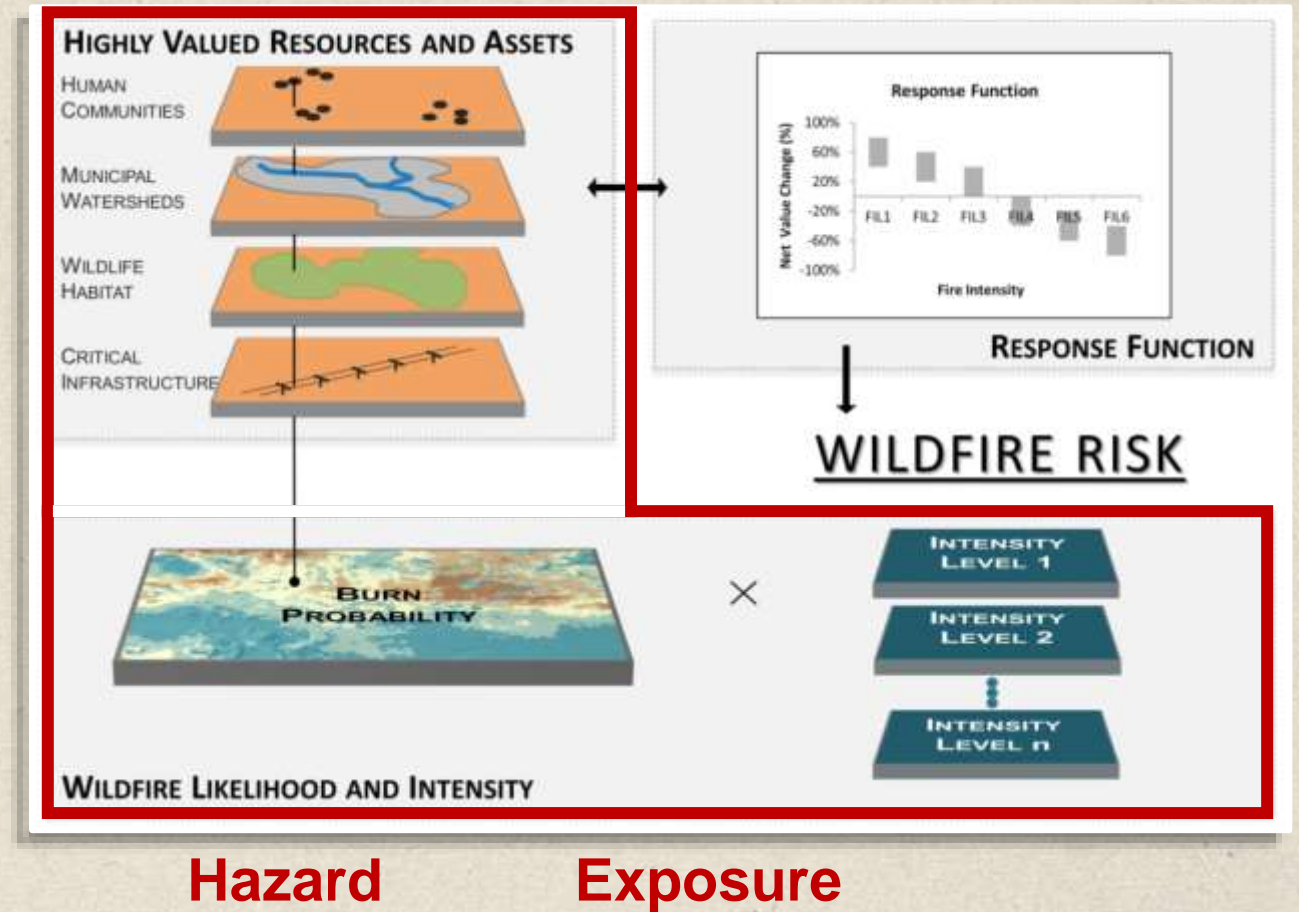 HIGHLY VALUED RESOURCES AND ASSETS
HUMAN
COMMUNITIES
MUNICIPAL
WATERSHEDS
WILDLIFE
HABITAT
CRITICAL
INFRASTRUCTURE
Response Function
Net Value Change (%)
100%
60%
20%
-20%
-60%
-100%
FIL1 FIL2 FIL3 FIL4 FIL5 FIL6
Fire Intensity
RESPONSE FUNCTION
WILDFIRE RISK
BURN
PROBABILITY
×
INTENSITY
LEVEL 1
INTENSITY
LEVEL 2
INTENSITY
LEVEL n
WILDFIRE LIKELIHOOD AND INTENSITY
Hazard Exposure